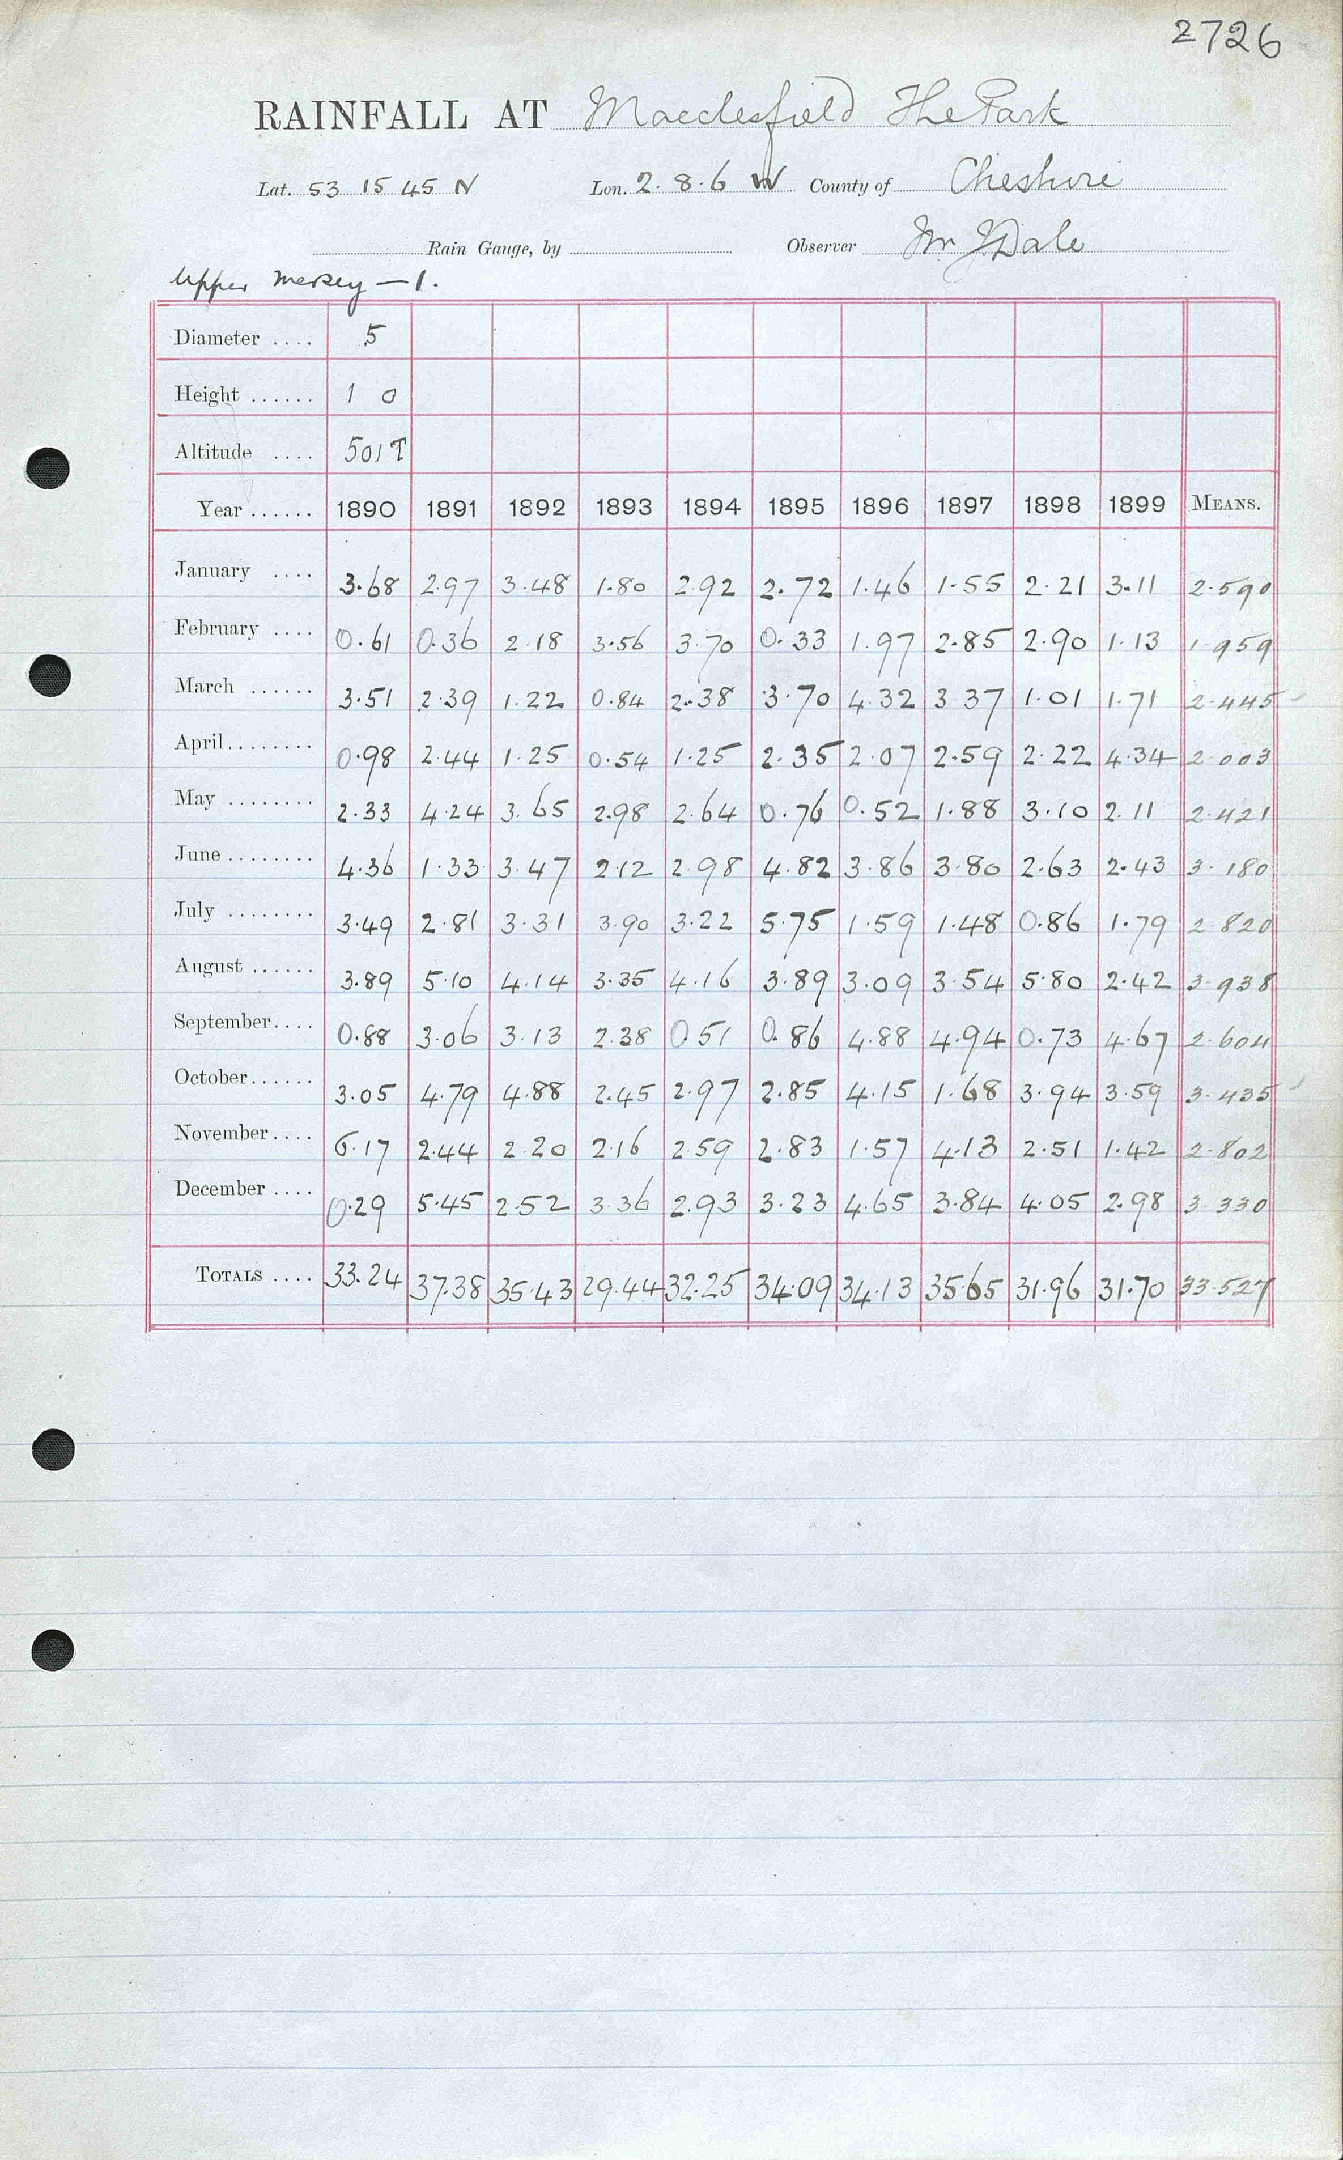 2726
RAINFALL AT Macclesfield The Park
Lat. 53 15 45 N Lon. 2. 8. 6 W County of Cheshire
Rain Gauge, by Observer Mr J Dale
Upper Mersey — 1.
Diameter .... 5
Height ...... 1 0
Altitude .... 501 T
Year ...... 1890 1891 1892 1893 1894 1895 1896 1897 1898 1899 MEANS.
January .... 3.68 2.97 3.48 1.80 2.92 2.72 1.46 1.55 2.21 3.11 2.590
February .... 0.61 0.36 2.18 3.56 3.70 0.33 1.97 2.85 2.90 1.13 1.959
March ...... 3.51 2.39 1.22 0.84 2.38 3.70 4.32 3.37 1.01 1.71 2.445
April........ 0.98 2.44 1.25 0.54 1.25 2.35 2.07 2.59 2.22 4.34 2.003
May ........ 2.33 4.24 3.65 2.98 2.64 0.76 0.52 1.88 3.10 2.11 2.421
June ........ 4.36 1.33 3.47 2.12 2.98 4.82 3.86 3.80 2.63 2.43 3.180
July ........ 3.49 2.81 3.31 3.90 3.22 5.75 1.59 1.48 0.86 1.79 2.820
August ...... 3.89 5.10 4.14 3.35 4.16 3.89 3.09 3.54 5.80 2.42 3.938
September.... 0.88 3.06 3.13 2.38 0.51 0.86 4.88 4.94 0.73 4.67 2.604
October...... 3.05 4.79 4.88 2.45 2.97 2.85 4.15 1.68 3.94 3.59 3.435
November.... 6.17 2.44 2.20 2.16 2.59 2.83 1.57 4.13 2.51 1.42 2.802
December .... 0.29 5.45 2.52 3.36 2.93 3.23 4.65 3.84 4.05 2.98 3.330
TOTALS .... 33.24 37.38 35.43 29.44 32.25 34.09 34.13 35.65 31.96 31.70 33.527